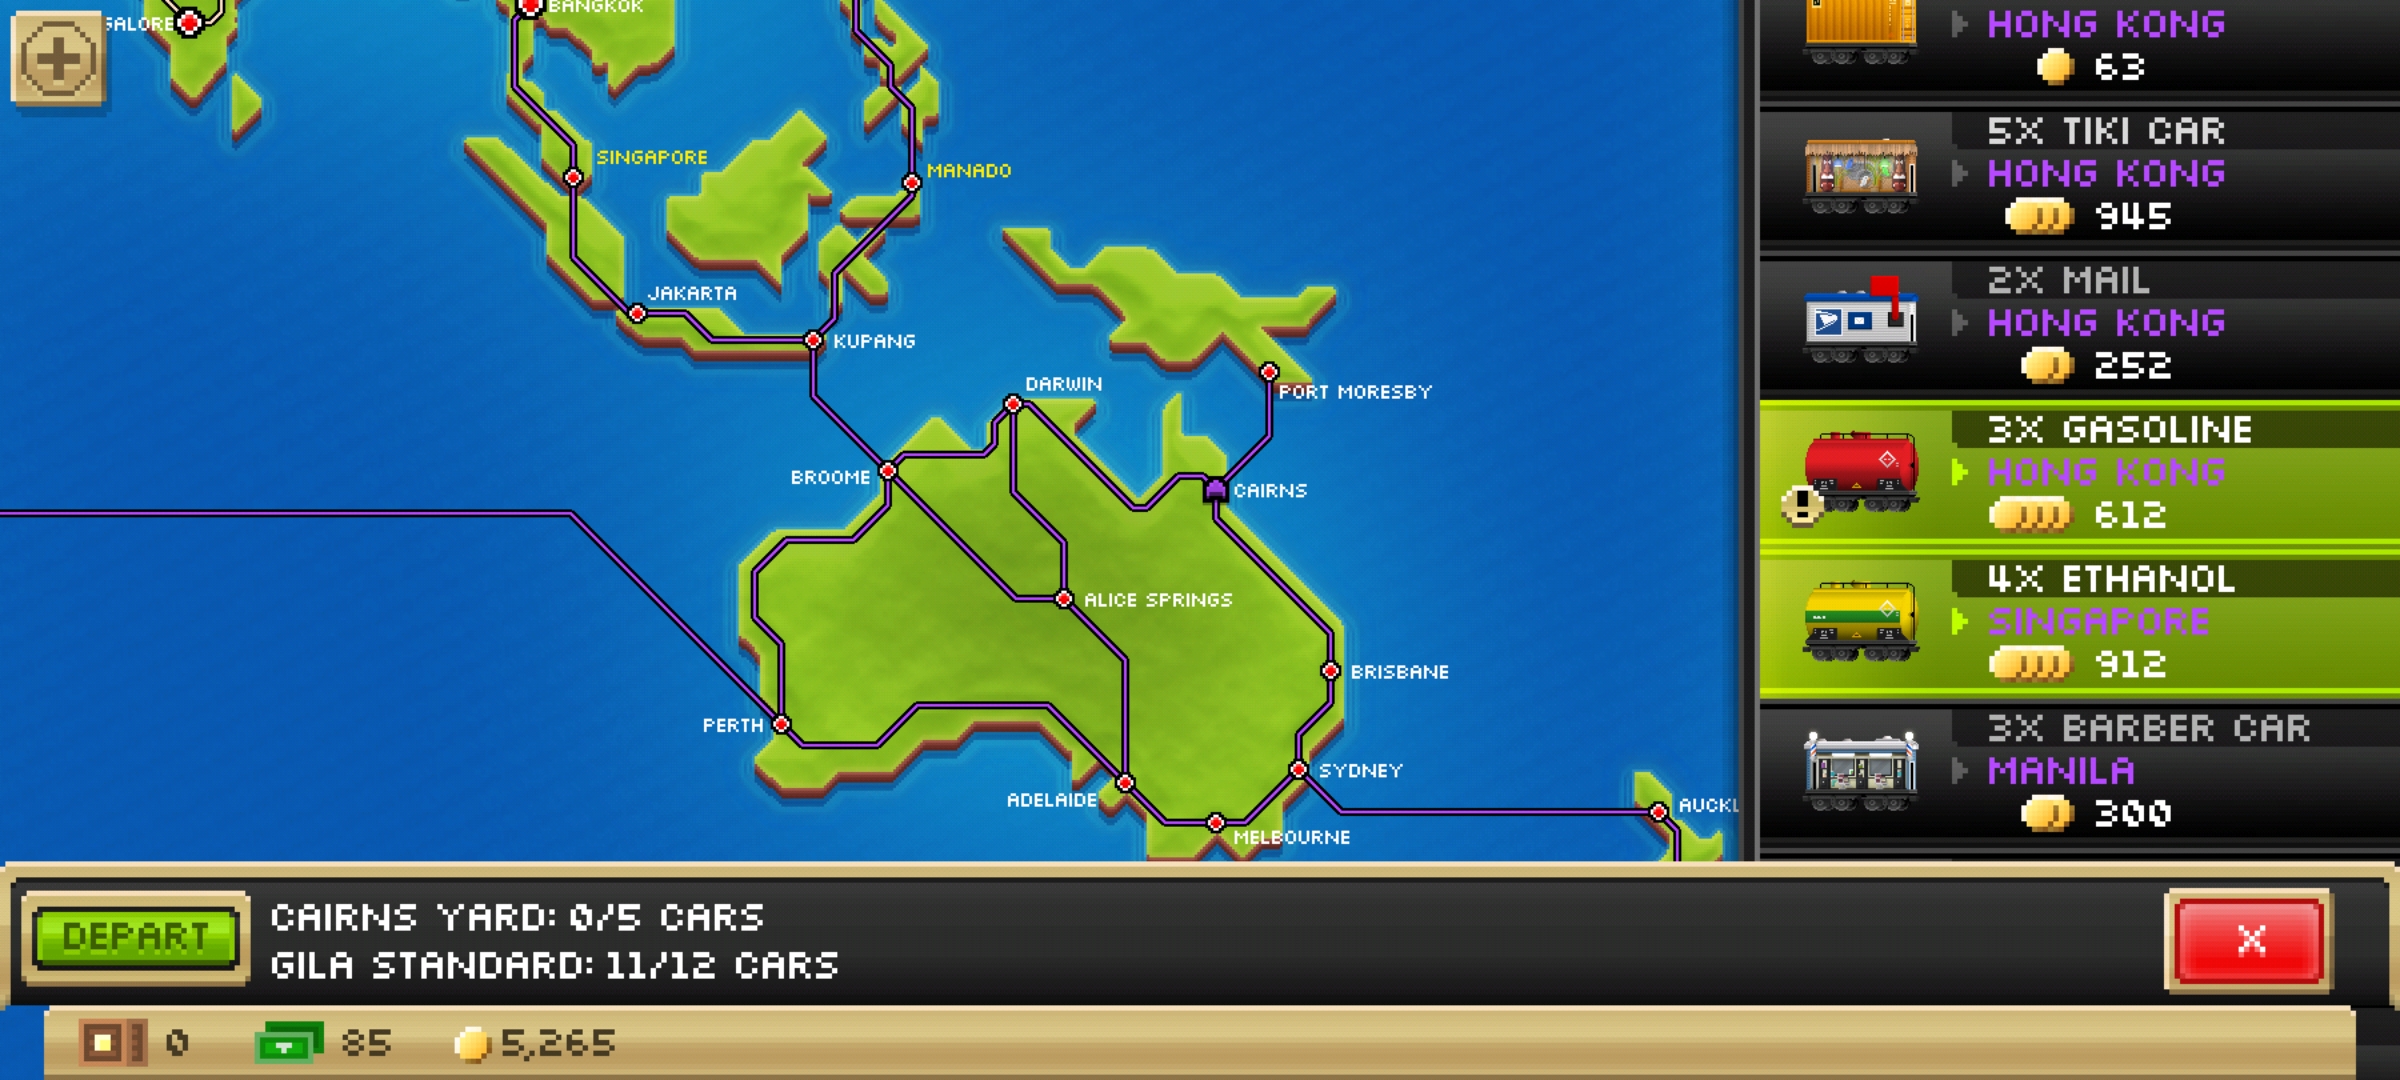 BANGKOK
SINGAPORE
MANADO
JAKARTA
KUPANG
DARWIN
PORT MORESBY
BROOME
CAIRNS
ALICE SPRINGS
BRISBANE
PERTH
SYDNEY
ADELAIDE
MELBOURNE
HONG KONG
63
5X TIKI CAR
HONG KONG
945
2X MAIL
HONG KONG
252
3X GASOLINE
HONG KONG
612
!
4X ETHANOL
SINGAPORE
912
3X BARBER CAR
MANILA
300
DEPART
CAIRNS YARD: 0/5 CARS
GILA STANDARD: 11/12 CARS
X
0
85
5,265